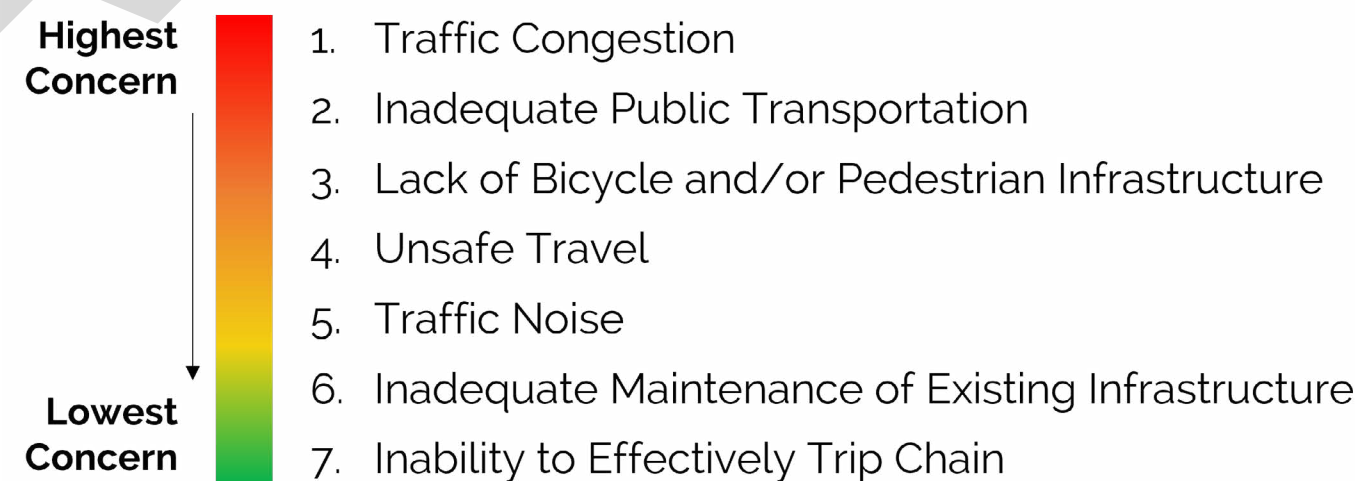 Highest
Concern
1. Traffic Congestion
2. Inadequate Public Transportation
3. Lack of Bicycle and/or Pedestrian Infrastructure
4. Unsafe Travel
5. Traffic Noise
6. Inadequate Maintenance of Existing Infrastructure
7. Inability to Effectively Trip Chain
Lowest
Concern